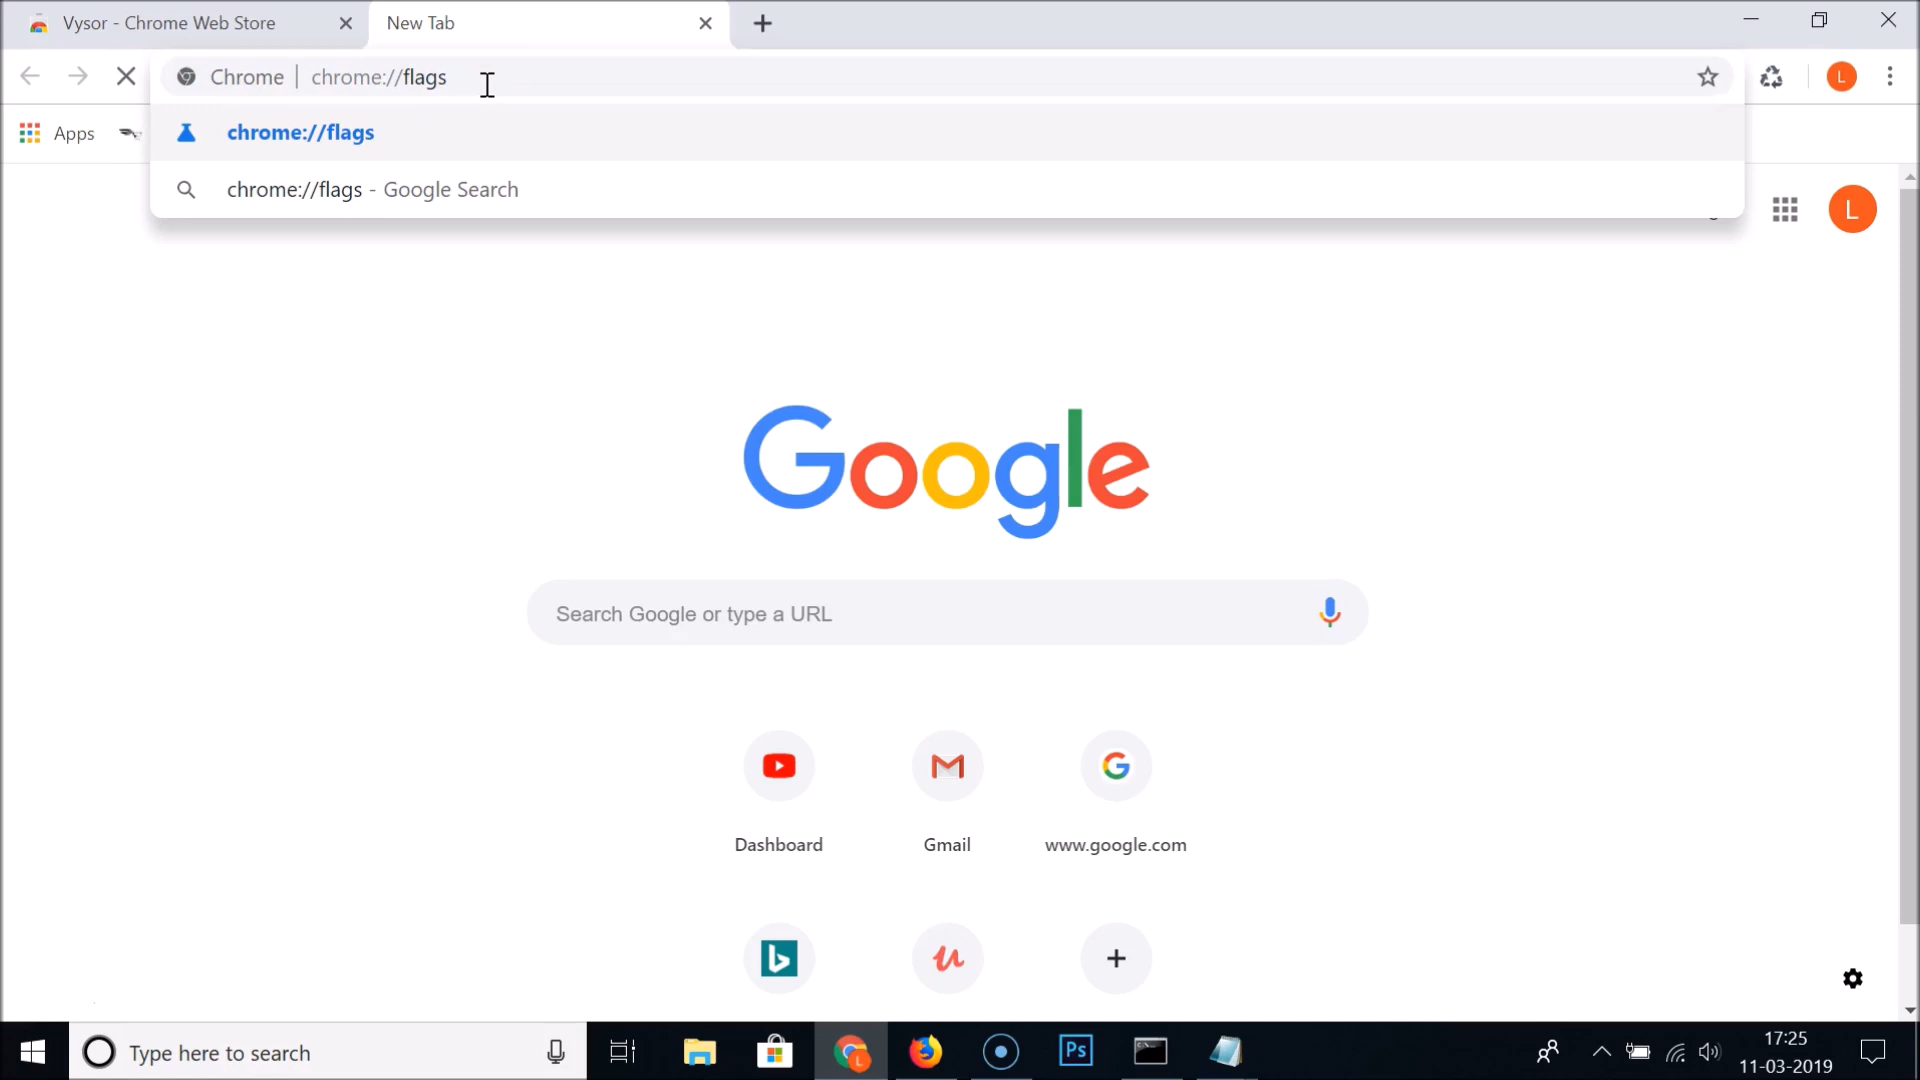 Vysor - Chrome Web Store
New Tab
Chrome | chrome://flags
L
Apps
chrome://flags
chrome://flags - Google Search
L
Google
Search Google or type a URL
Dashboard
Gmail
www.google.com
Type here to search
L
Ps
17:25
11-03-2019